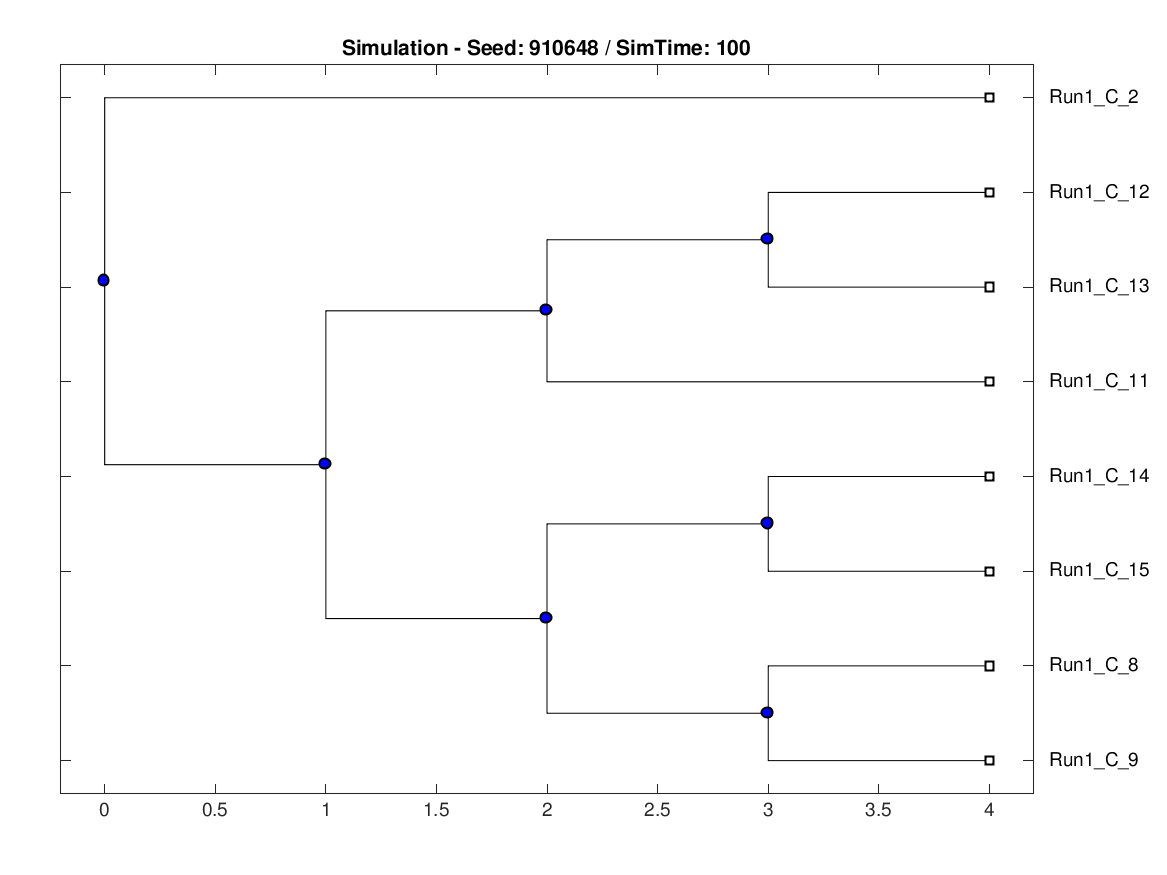 Simulation - Seed: 910648 / SimTime: 100
Run1_C_2
Run1_C_12
Run1_C_13
Run1_C_11
Run1_C_14
Run1_C_15
Run1_C_8
Run1_C_9
0 0.5 1 1.5 2 2.5 3 3.5 4